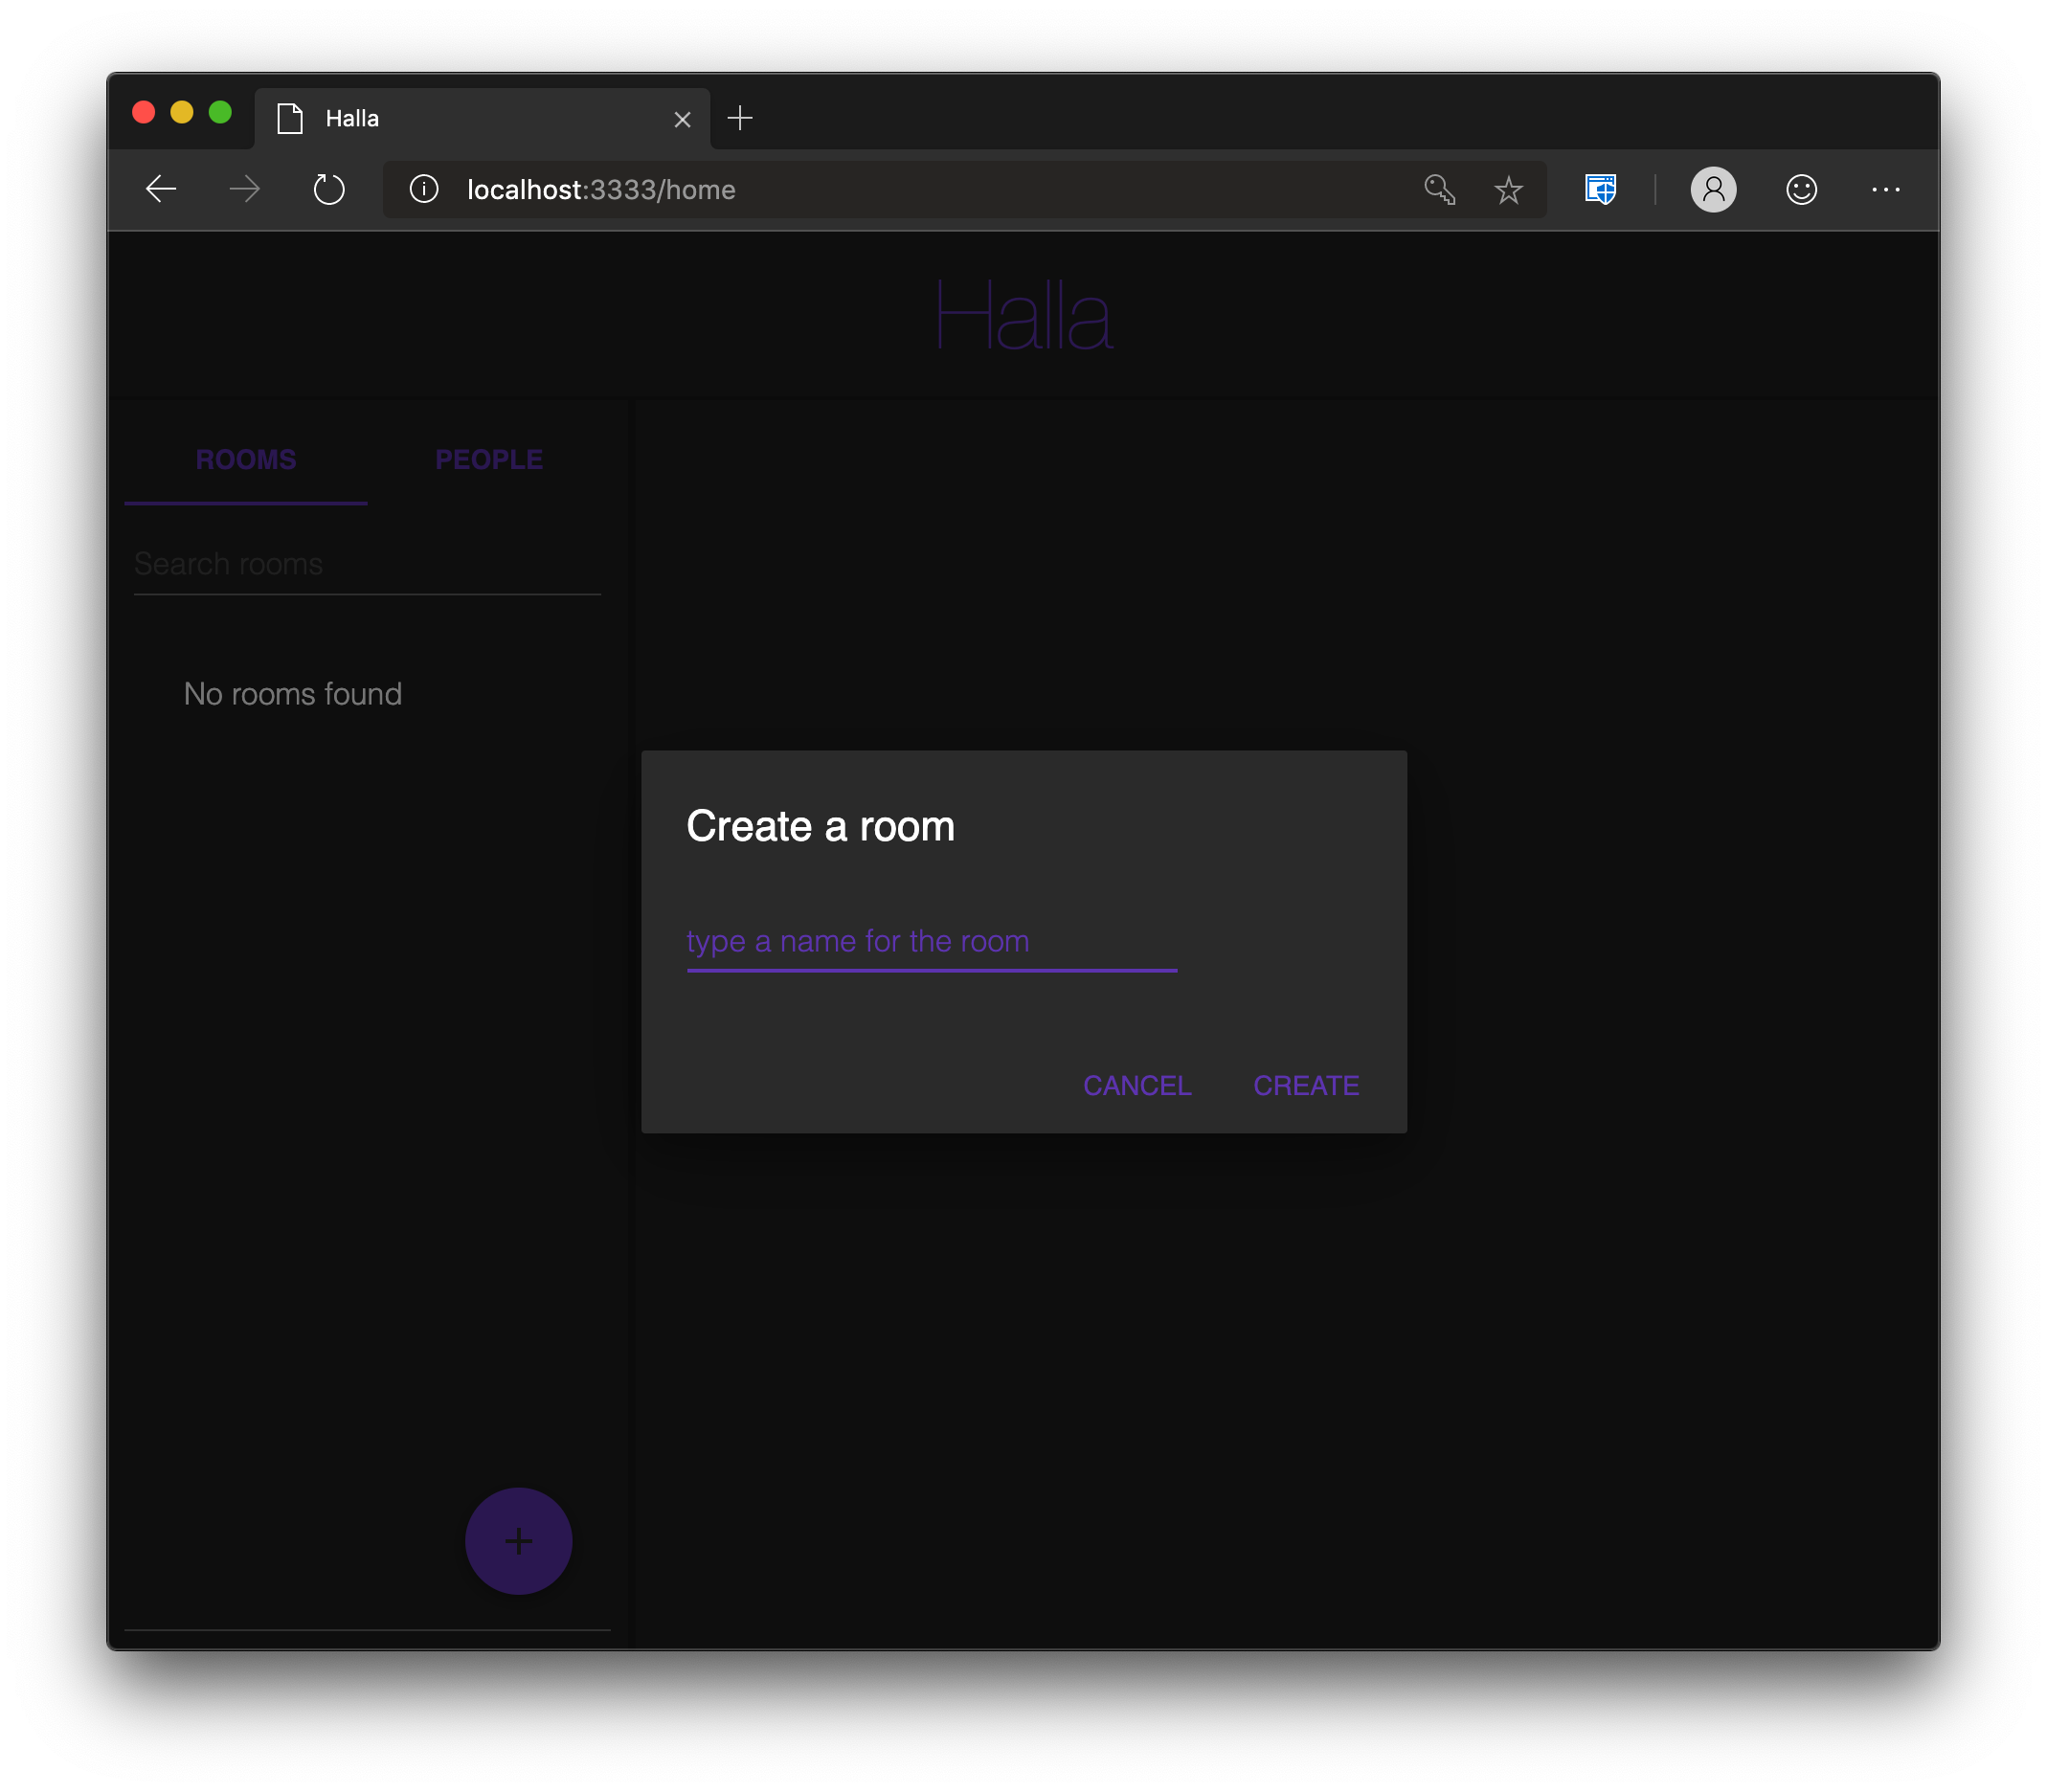 Halla
localhost:3333/home
Halla
ROOMS PEOPLE
Search rooms
No rooms found
Create a room
type a name for the room
CANCEL CREATE